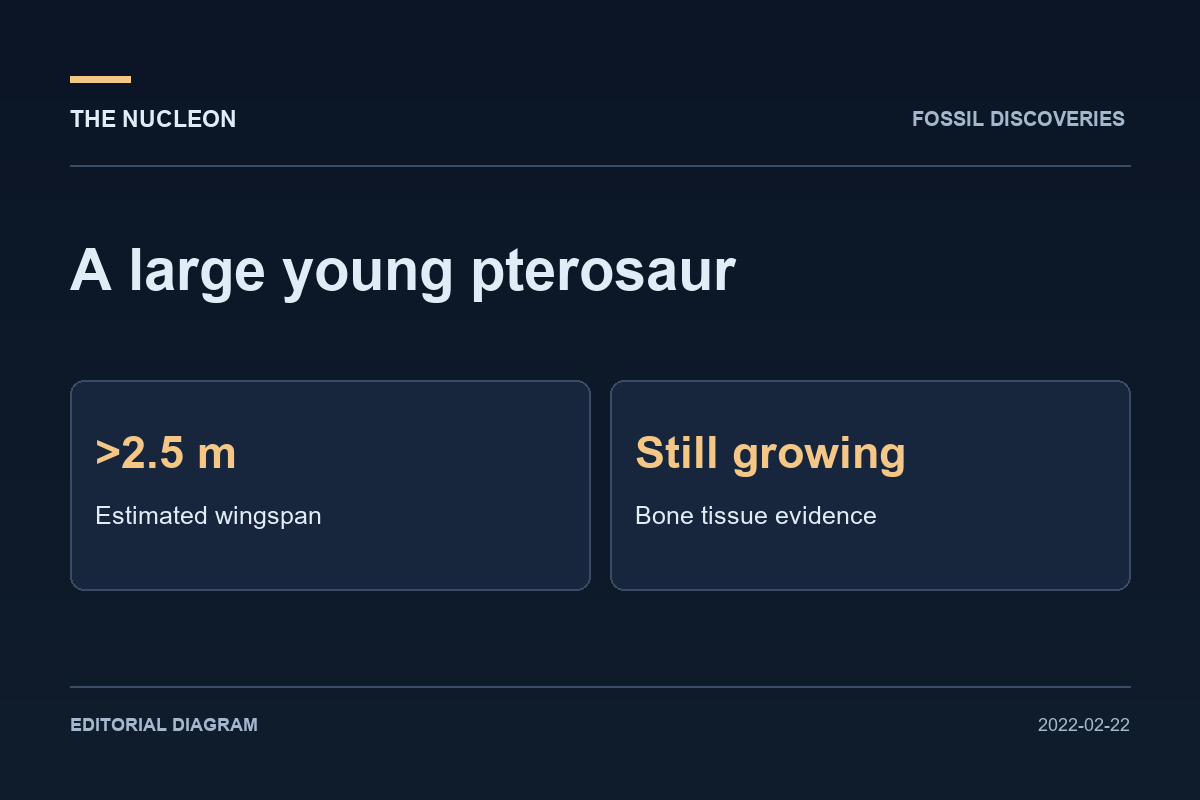 THE NUCLEON
FOSSIL DISCOVERIES
A large young pterosaur
>2.5 m
Estimated wingspan
Still growing
Bone tissue evidence
EDITORIAL DIAGRAM
2022-02-22